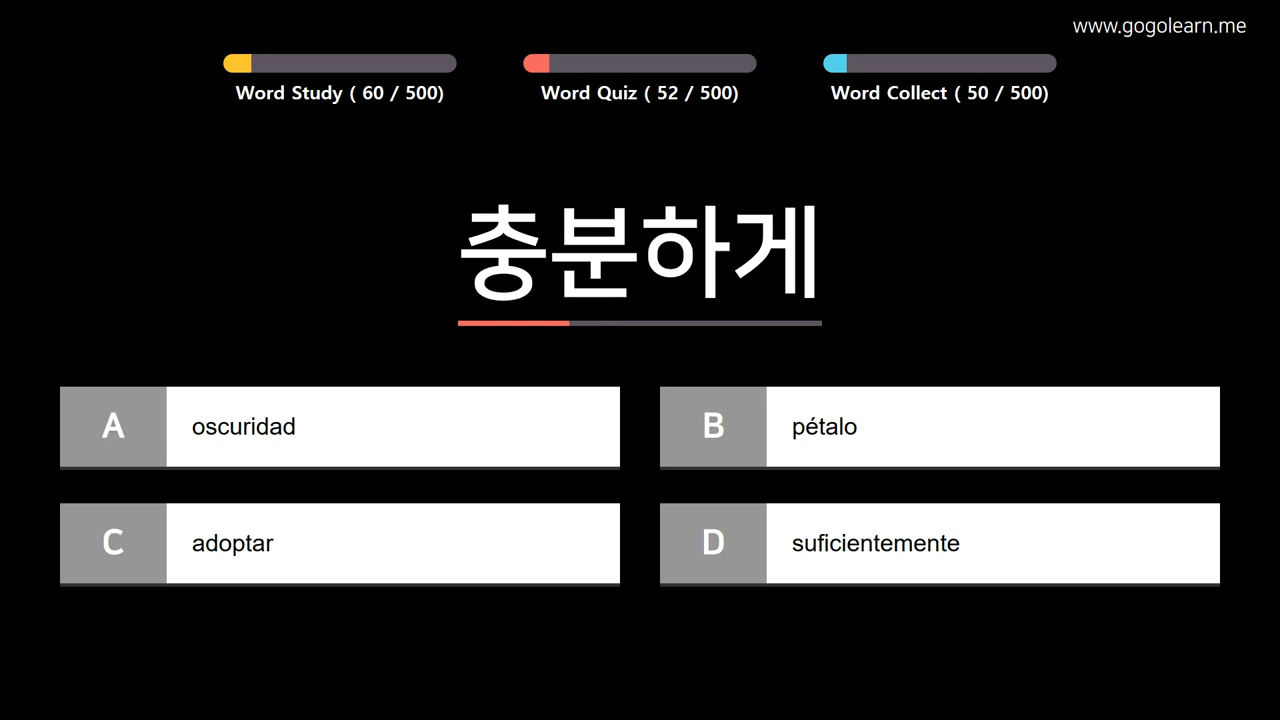 www.gogolearn.me
Word Study ( 60 / 500)
Word Quiz ( 52 / 500)
Word Collect ( 50 / 500)
충분하게
A
oscuridad
B
pétalo
C
adoptar
D
suficientemente